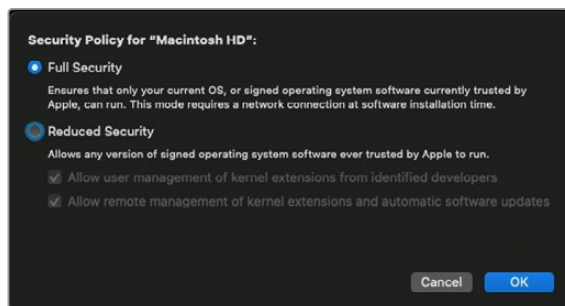 Security Policy for “Macintosh HD”:
Full Security
Ensures that only your current OS, or signed operating system software currently trusted by
Apple, can run. This mode requires a network connection at software installation time.
Reduced Security
Allows any version of signed operating system software ever trusted by Apple to run.
Allow user management of kernel extensions from identified developers
Allow remote management of kernel extensions and automatic software updates
Cancel OK